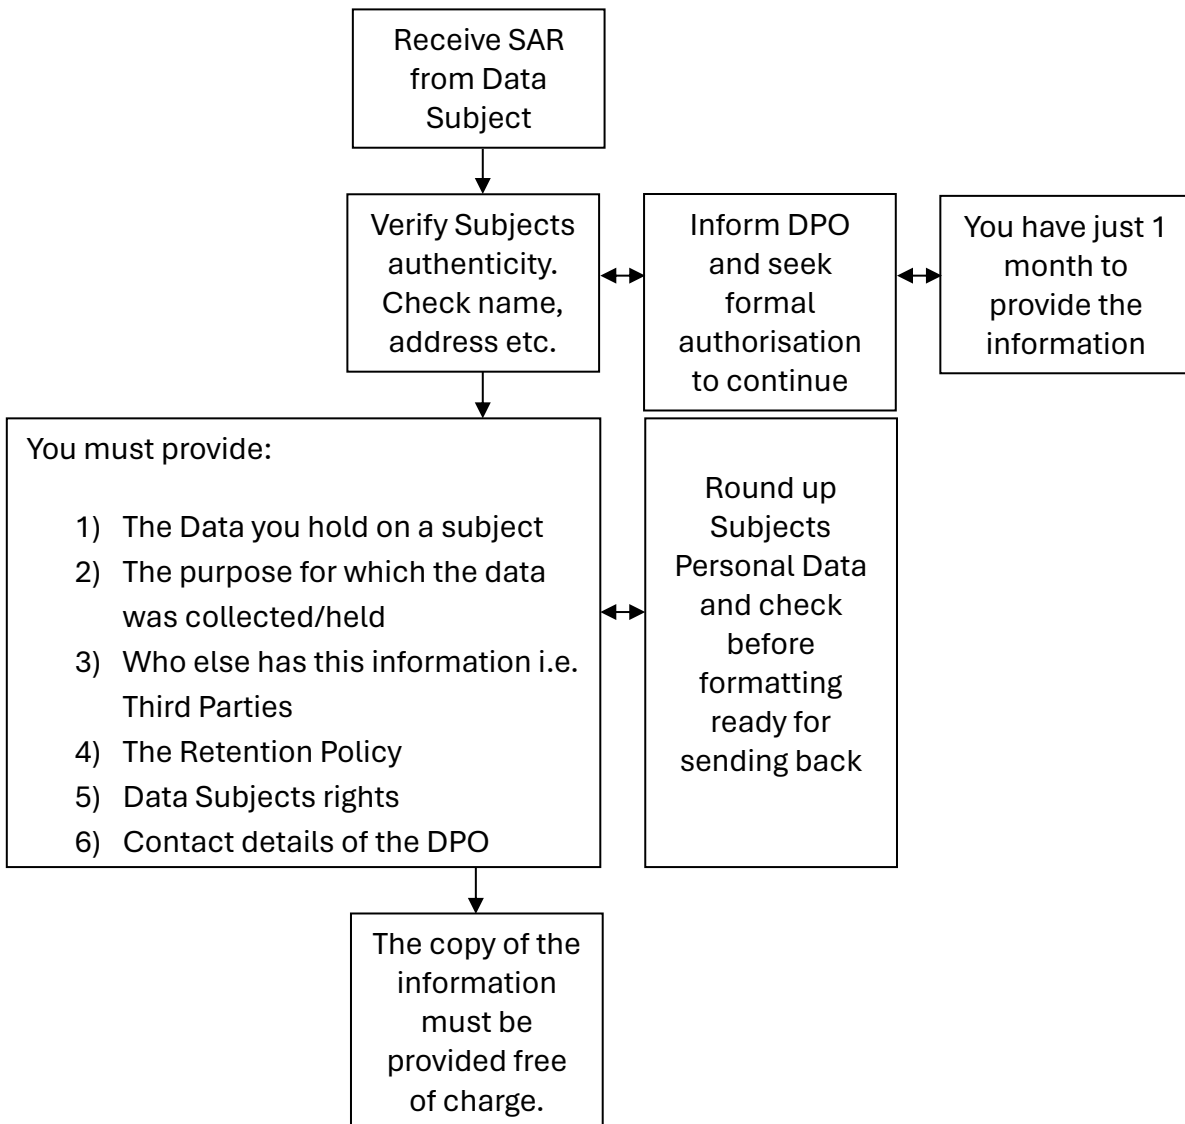 Receive SAR
from Data
Subject
Verify Subjects
authenticity.
Check name,
address etc.
Inform DPO
and seek
formal
authorisation
to continue
You have just 1
month to
provide the
information
You must provide:
1) The Data you hold on a subject
2) The purpose for which the data
was collected/held
3) Who else has this information i.e.
Third Parties
4) The Retention Policy
5) Data Subjects rights
6) Contact details of the DPO
Round up
Subjects
Personal Data
and check
before
formatting
ready for
sending back
The copy of the
information
must be
provided free
of charge.